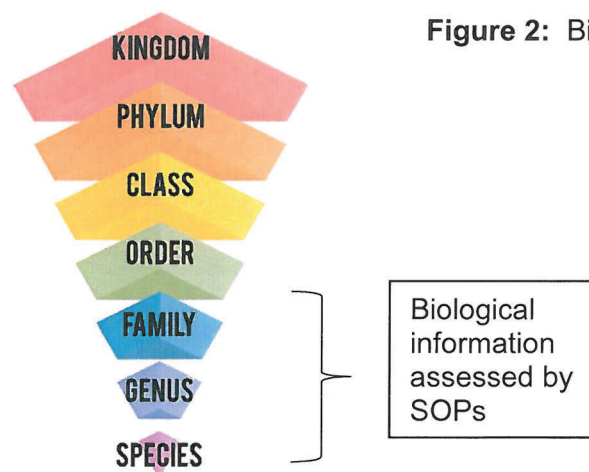 KINGDOM
Figure 2: Bi
PHYLUM
CLASS
ORDER
FAMILY
GENUS
SPECIES
Biological
information
assessed by
SOPs